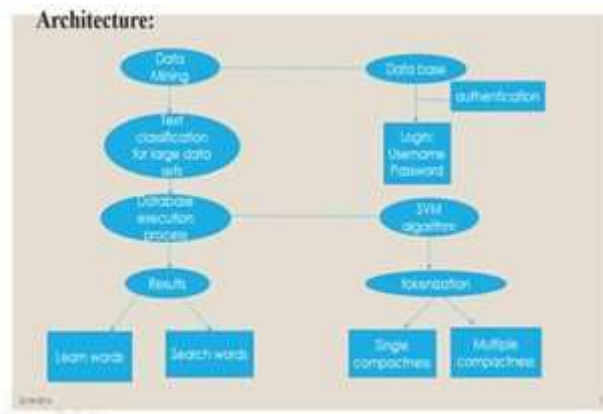 Architecture:
Data
Mining
Data base
authentication
Text
classification
for large data
sets
Login:
Username
Password
Database
execution
process
SVM
algorithm
Results
tokenization
Learn words
Search words
Single
compactness
Multiple
compactness